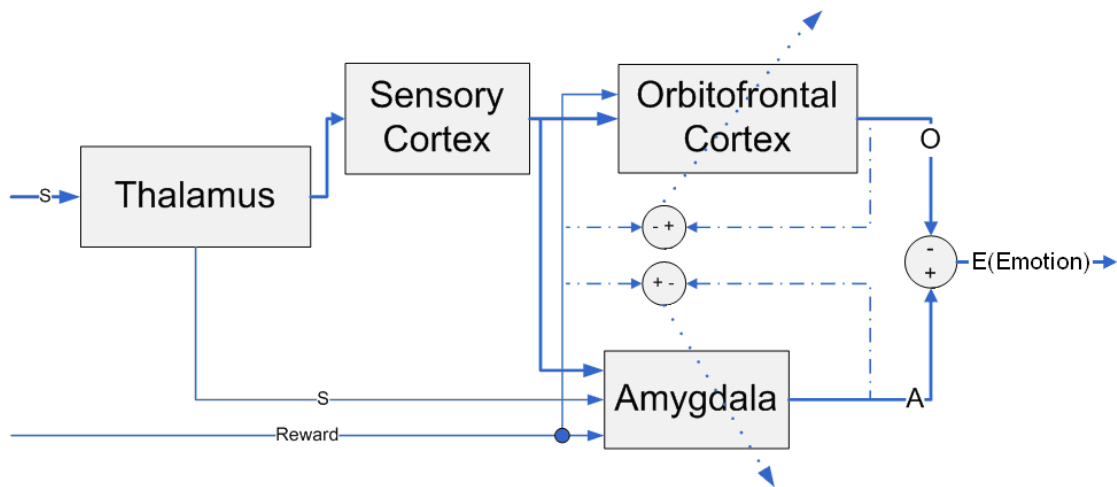 Sensory
Cortex
Orbitofrontal
Cortex
O
S
Thalamus
- +
-
+
E(Emotion)
+ -
S
Amygdala
A
Reward